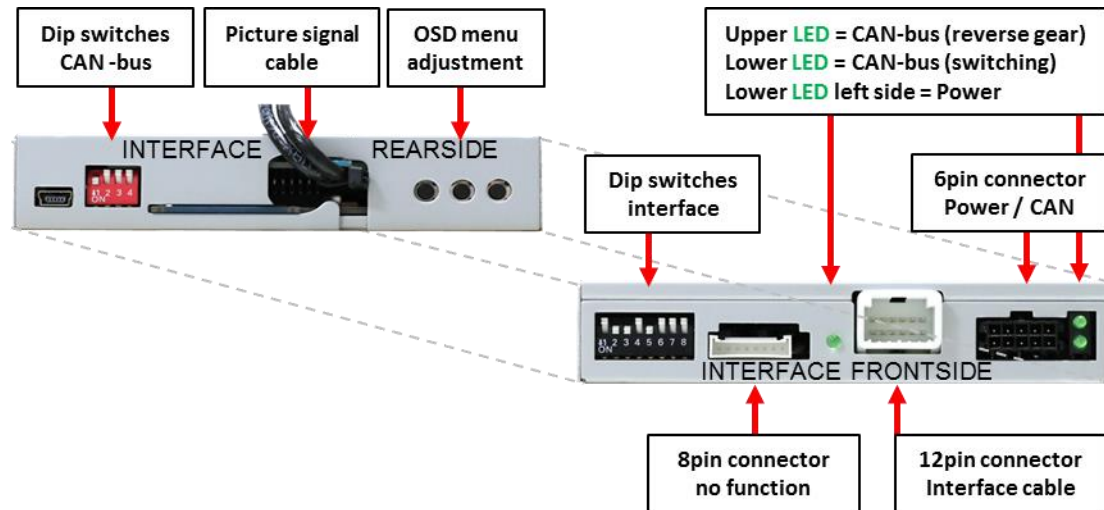 Dip switches
CAN -bus
Picture signal
cable
OSD menu
adjustment
Upper LED = CAN-bus (reverse gear)
Lower LED = CAN-bus (switching)
Lower LED left side = Power
INTERFACE
REARSIDE
1 2 3 4
ON
Dip switches
interface
6pin connector
Power / CAN
1 2 3 4 5 6 7 8
ON
INTERFACE FRONTSIDE
8pin connector
no function
12pin connector
Interface cable